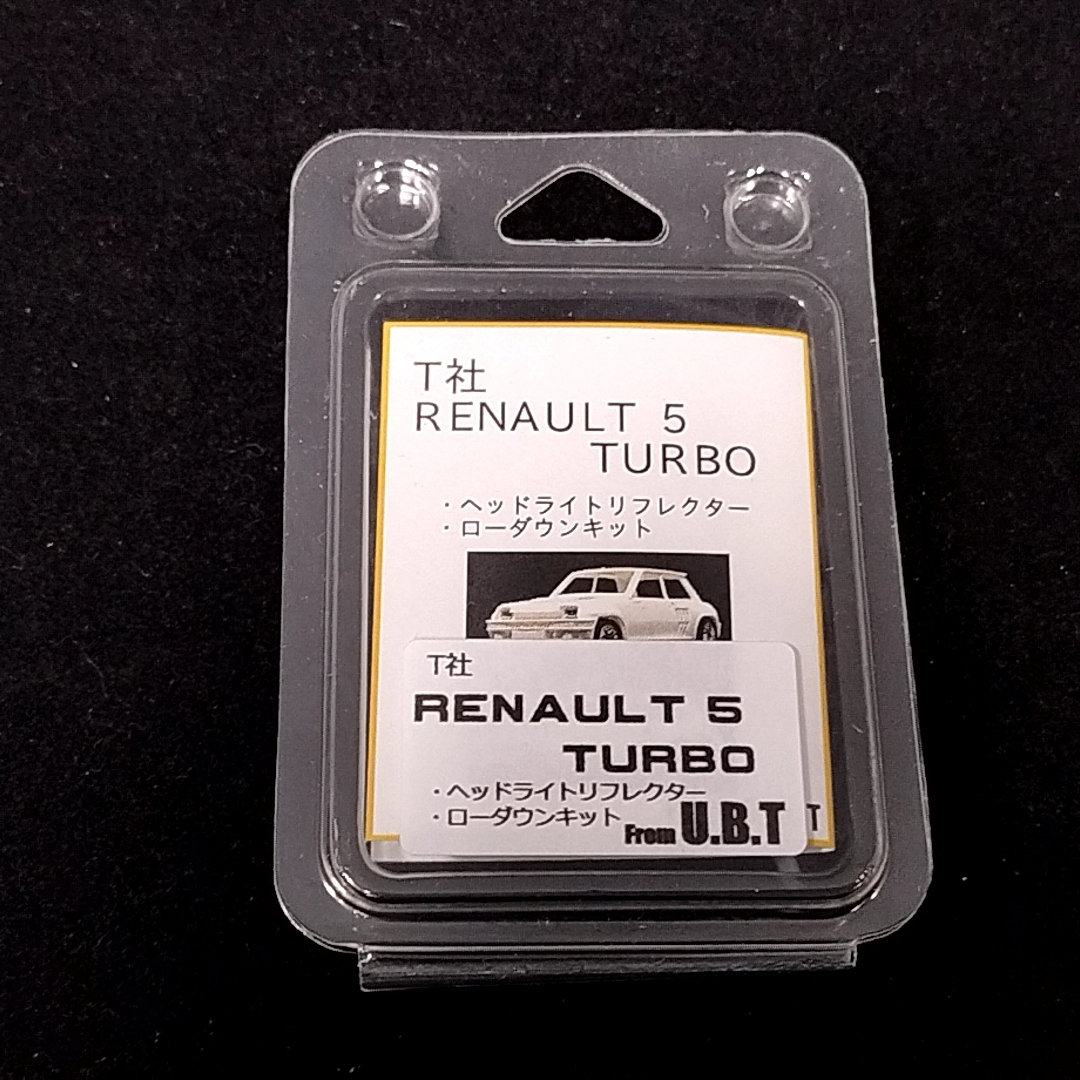 T社
RENAULT 5
TURBO
・ヘッドライトリフレクター
・ローダウンキット
T社
RENAULT 5
TURBO
・ヘッドライトリフレクター
・ローダウンキット
From U.B.T
T